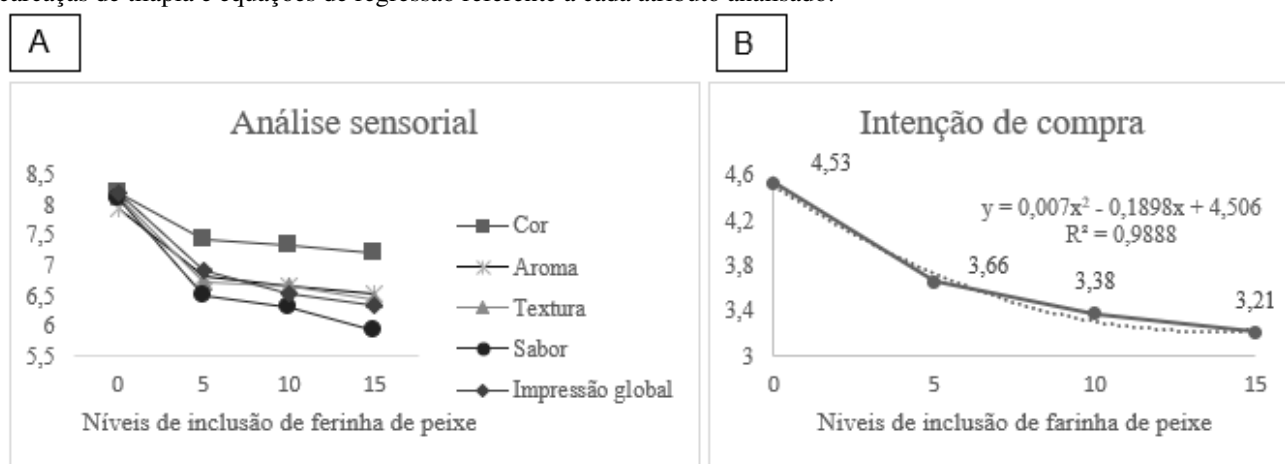 carcaças de tilápia e equações de regressão referente a cada atributo analisado.
A
Análise sensorial
8,5
8
7,5
7
6,5
6
5,5
0 5 10 15
Níveis de inclusão de ferinha de peixe
Cor
Aroma
Textura
Sabor
Impressão global
B
Intenção de compra
4,6
4,2
3,8
3,4
3
4,53
3,66
3,38
3,21
y = 0,007x² - 0,1898x + 4,506
R² = 0,9888
0 5 10 15
Niveis de inclusão de farinha de peixe